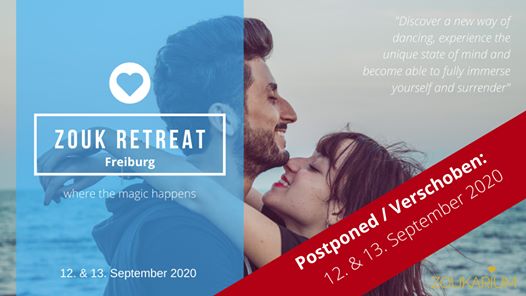 "Discover a new way of
dancing, experience the
unique state of mind and
become able to fully immerse
yourself and surrender"
ZOUK RETREAT
Freiburg
where the magic happens
12. & 13. September 2020
Postponed / Verschoben:
12. & 13. September 2020
ZOUKARIUM